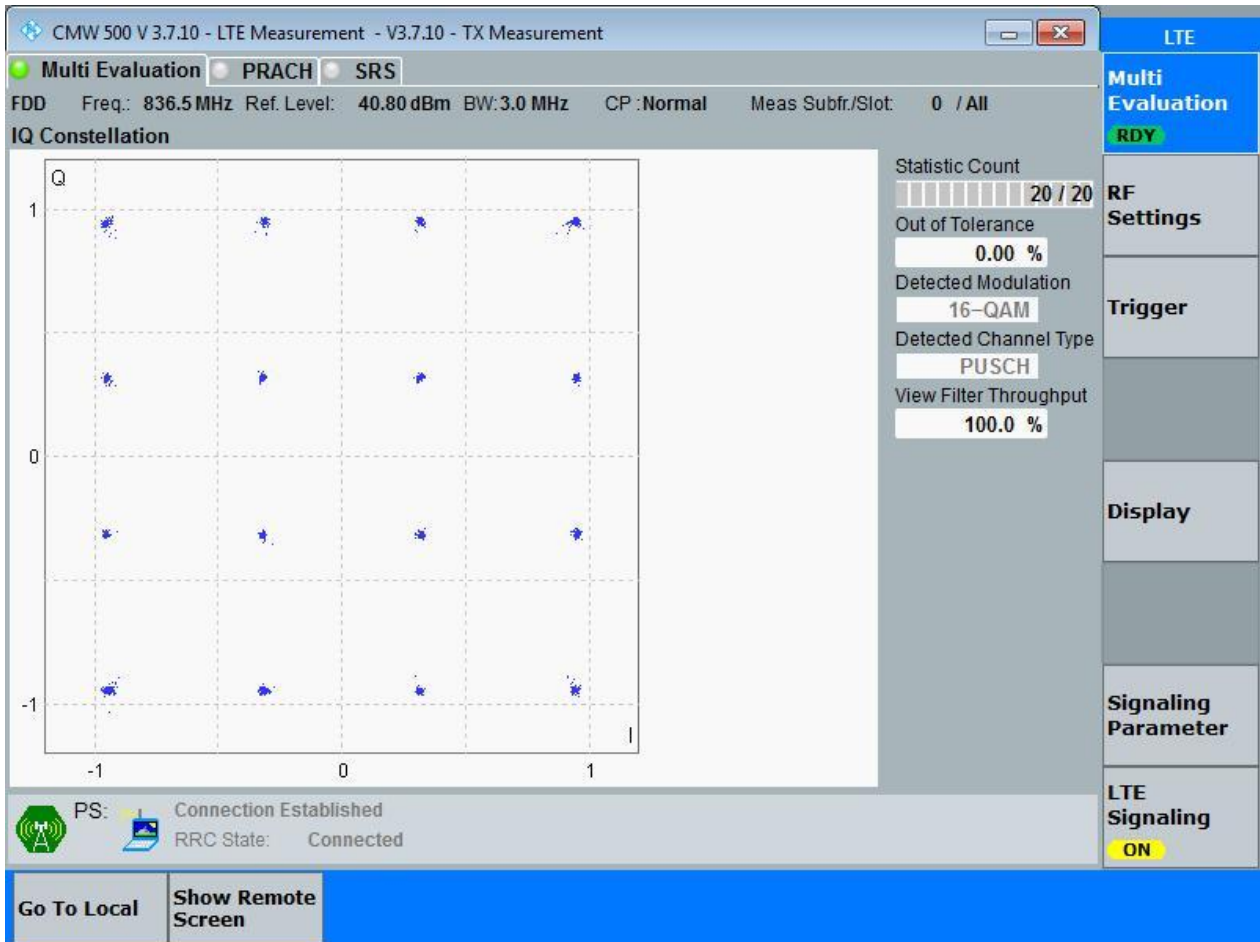 CMW 500 V 3.7.10 - LTE Measurement - V3.7.10 - TX Measurement
LTE
Multi Evaluation PRACH SRS
FDD Freq.: 836.5 MHz Ref. Level: 40.80 dBm BW: 3.0 MHz CP : Normal Meas Subfr./Slot: 0 / All
IQ Constellation
Q
1
0
-1
I
-1 0 1
Statistic Count
20 / 20
Out of Tolerance
0.00 %
Detected Modulation
16-QAM
Detected Channel Type
PUSCH
View Filter Throughput
100.0 %
Multi
Evaluation
RDY
RF
Settings
Trigger
Display
Signaling
Parameter
LTE
Signaling
ON
PS: Connection Established
RRC State: Connected
Go To Local
Show Remote
Screen